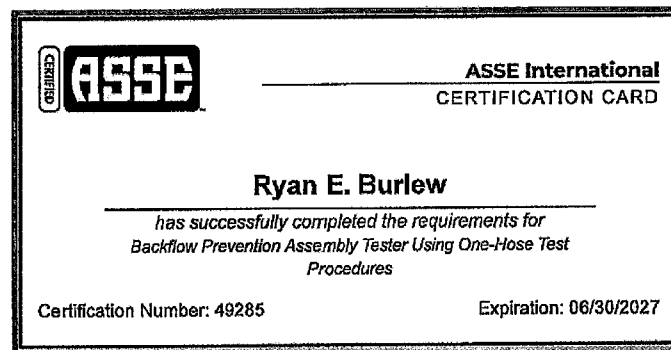 CERTIFIED
ASSE
ASSE International
CERTIFICATION CARD
Ryan E. Burlew
has successfully completed the requirements for
Backflow Prevention Assembly Tester Using One-Hose Test
Procedures
Certification Number: 49285
Expiration: 06/30/2027